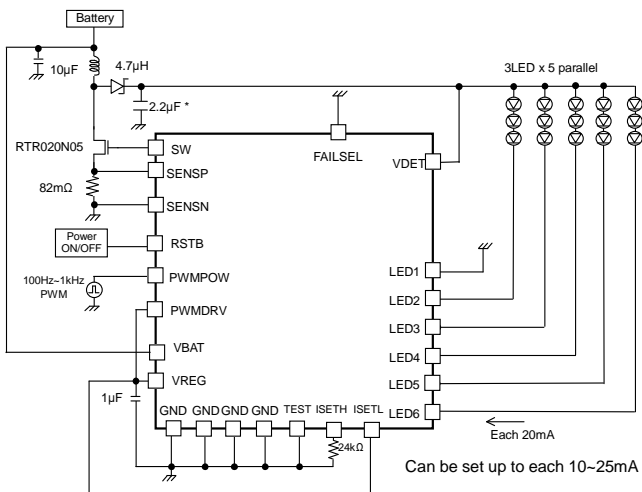 Battery
10μF
4.7μH
2.2μF *
3LED x 5 parallel
RTR020N05
82mΩ
Power
ON/OFF
100Hz~1kHz
PWM
1μF
SW
SENSP
SENSN
RSTB
PWMPOW
PWMDRV
VBAT
VREG
FAILSEL
VDET
LED1
LED2
LED3
LED4
LED5
LED6
GND GND GND GND TEST ISETH ISETL
24kΩ
Each 20mA
Can be set up to each 10~25mA